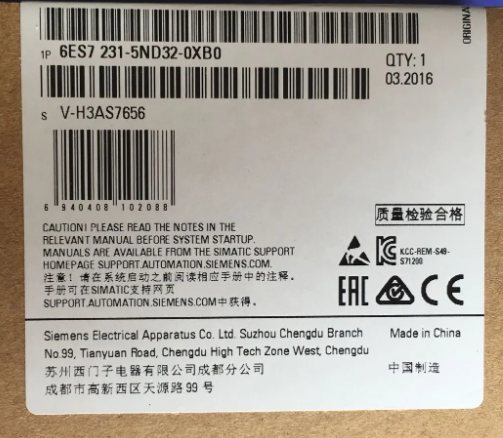 1P 6ES7 231-5ND32-0XB0
QTY: 1
03.2016
ORIGINA
S V-H3AS7656
6 940408 102088
质量检验合格
CAUTION! PLEASE READ THE NOTES IN THE
RELEVANT MANUAL BEFORE SYSTEM STARTUP.
MANUALS ARE AVAILABLE FROM THE SIMATIC SUPPORT
HOMEPAGE SUPPORT.AUTOMATION.SIEMENS.COM.
注意！请在系统启动之前阅读相应手册中的注释。
手册可在SIMATIC支持网页
SUPPORT.AUTOMATION.SIEMENS.COM中获得。
KCC-REM-S49-
S71200
EAC CE
Siemens Electrical Apparatus Co. Ltd. Suzhou Chengdu Branch
No.99, Tianyuan Road, Chengdu High Tech Zone West, Chengdu
苏州西门子电器有限公司成都分公司
成都市高新西区天源路 99 号
Made in China
中国制造